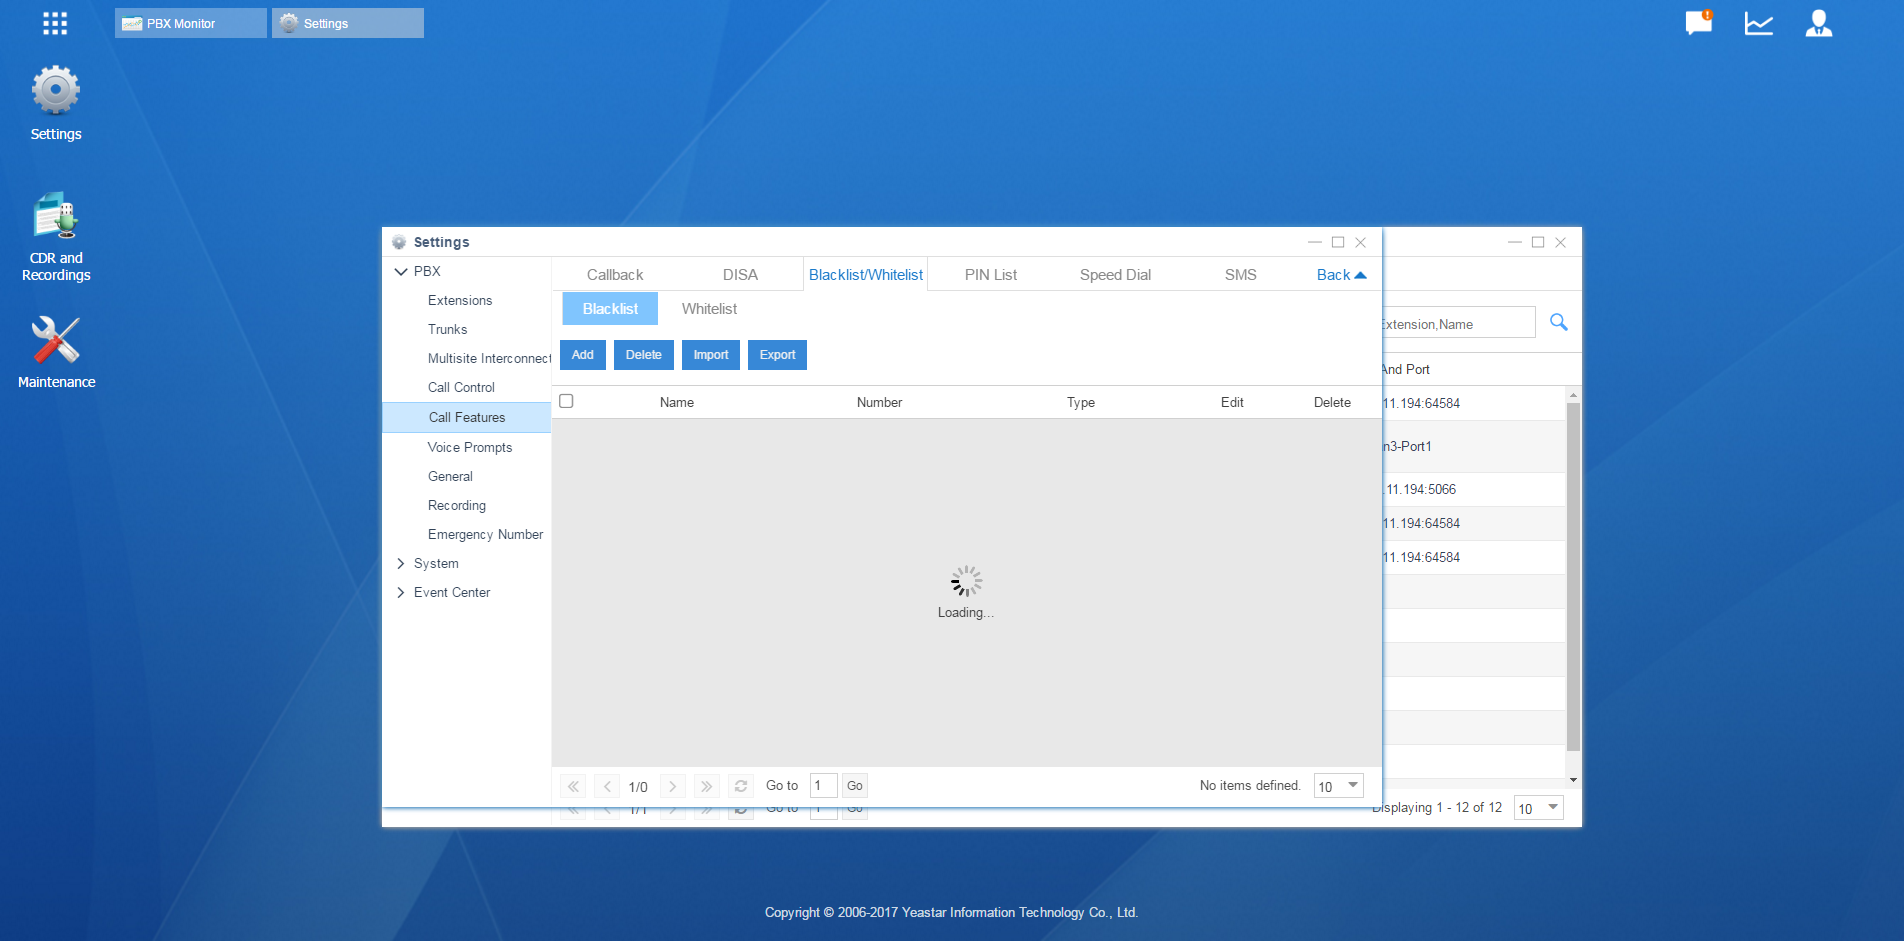 PBX Monitor
Settings
Settings
CDR and
Recordings
Maintenance
Settings
PBX
Extensions
Trunks
Multisite Interconnect
Call Control
Call Features
Voice Prompts
General
Recording
Emergency Number
System
Event Center
Callback DISA Blacklist/Whitelist PIN List Speed Dial SMS Back
Blacklist Whitelist
Add Delete Import Export
Name Number Type Edit Delete
Loading...
1/0 Go to 1 Go No items defined. 10
Extension,Name
And Port
11.194:64584
n3-Port1
.11.194:5066
11.194:64584
11.194:64584
1/1 Go to 1 Go Displaying 1 - 12 of 12 10
Copyright © 2006-2017 Yeastar Information Technology Co., Ltd.